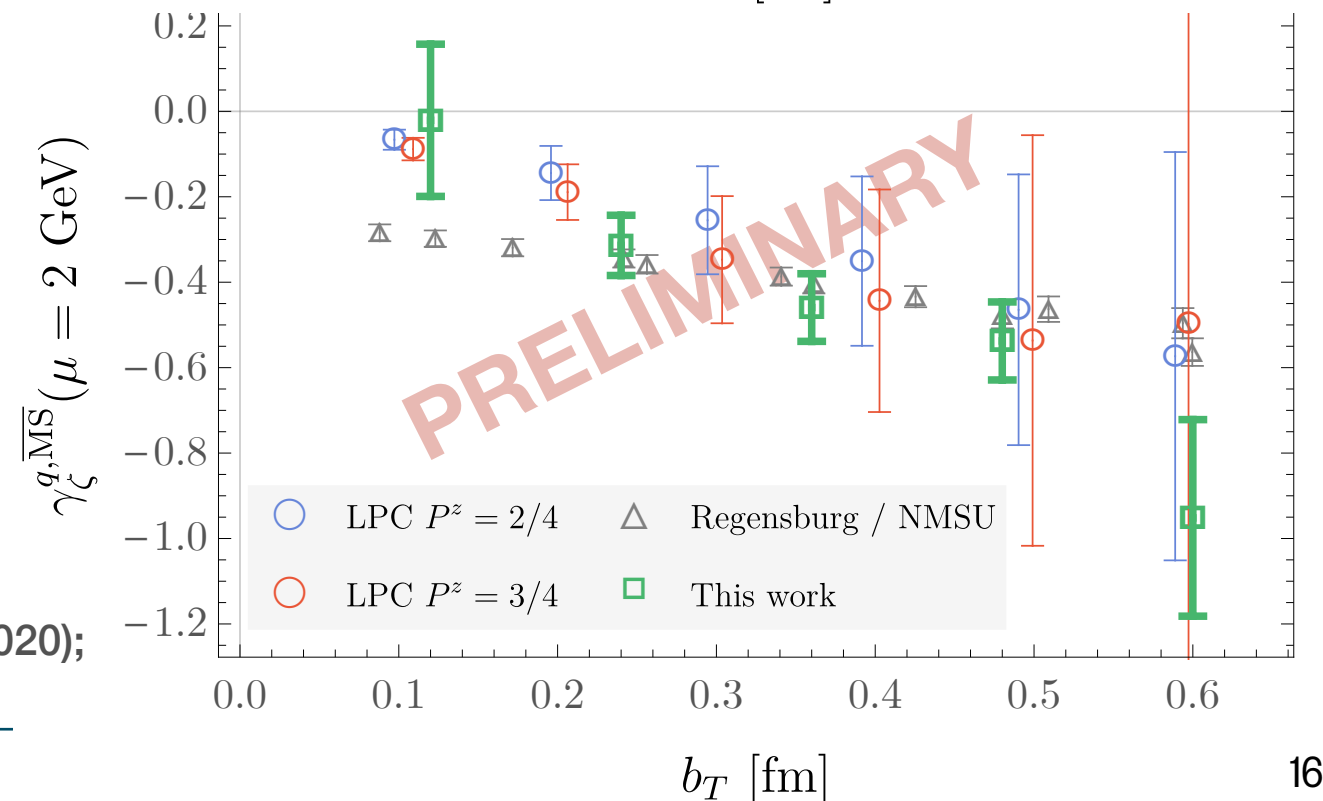 0.2
0.0
−0.2
−0.4
−0.6
−0.8
−1.0
−1.2
γ_ζ^{q,\overline{MS}}(μ = 2 GeV)
PRELIMINARY
LPC P^z = 2/4
Regensburg / NMSU
LPC P^z = 3/4
This work
020);
0.0 0.1 0.2 0.3 0.4 0.5 0.6
b_T [fm]
16